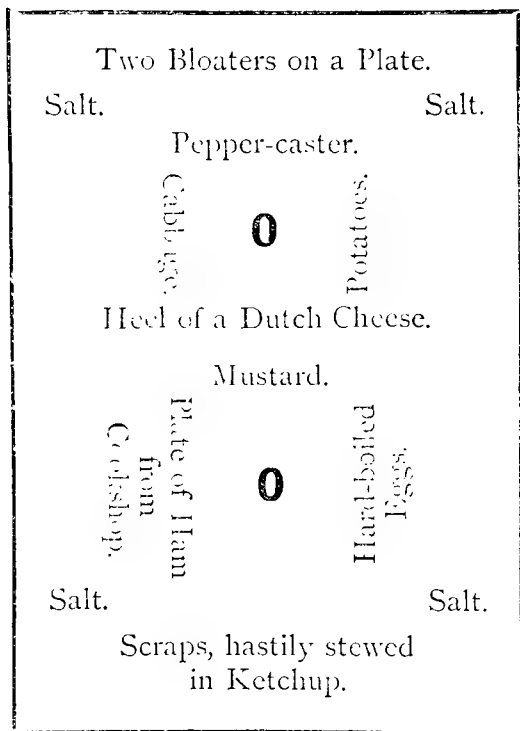 Two Bloaters on a Plate.
Salt. Salt.
Pepper-caster.
Cabbage.
0
Potatoes.
Heel of a Dutch Cheese.
Mustard.
Plate of Ham
from
Cookshop.
0
Hard-boiled
Eggs.
Salt. Salt.
Scraps, hastily stewed
in Ketchup.